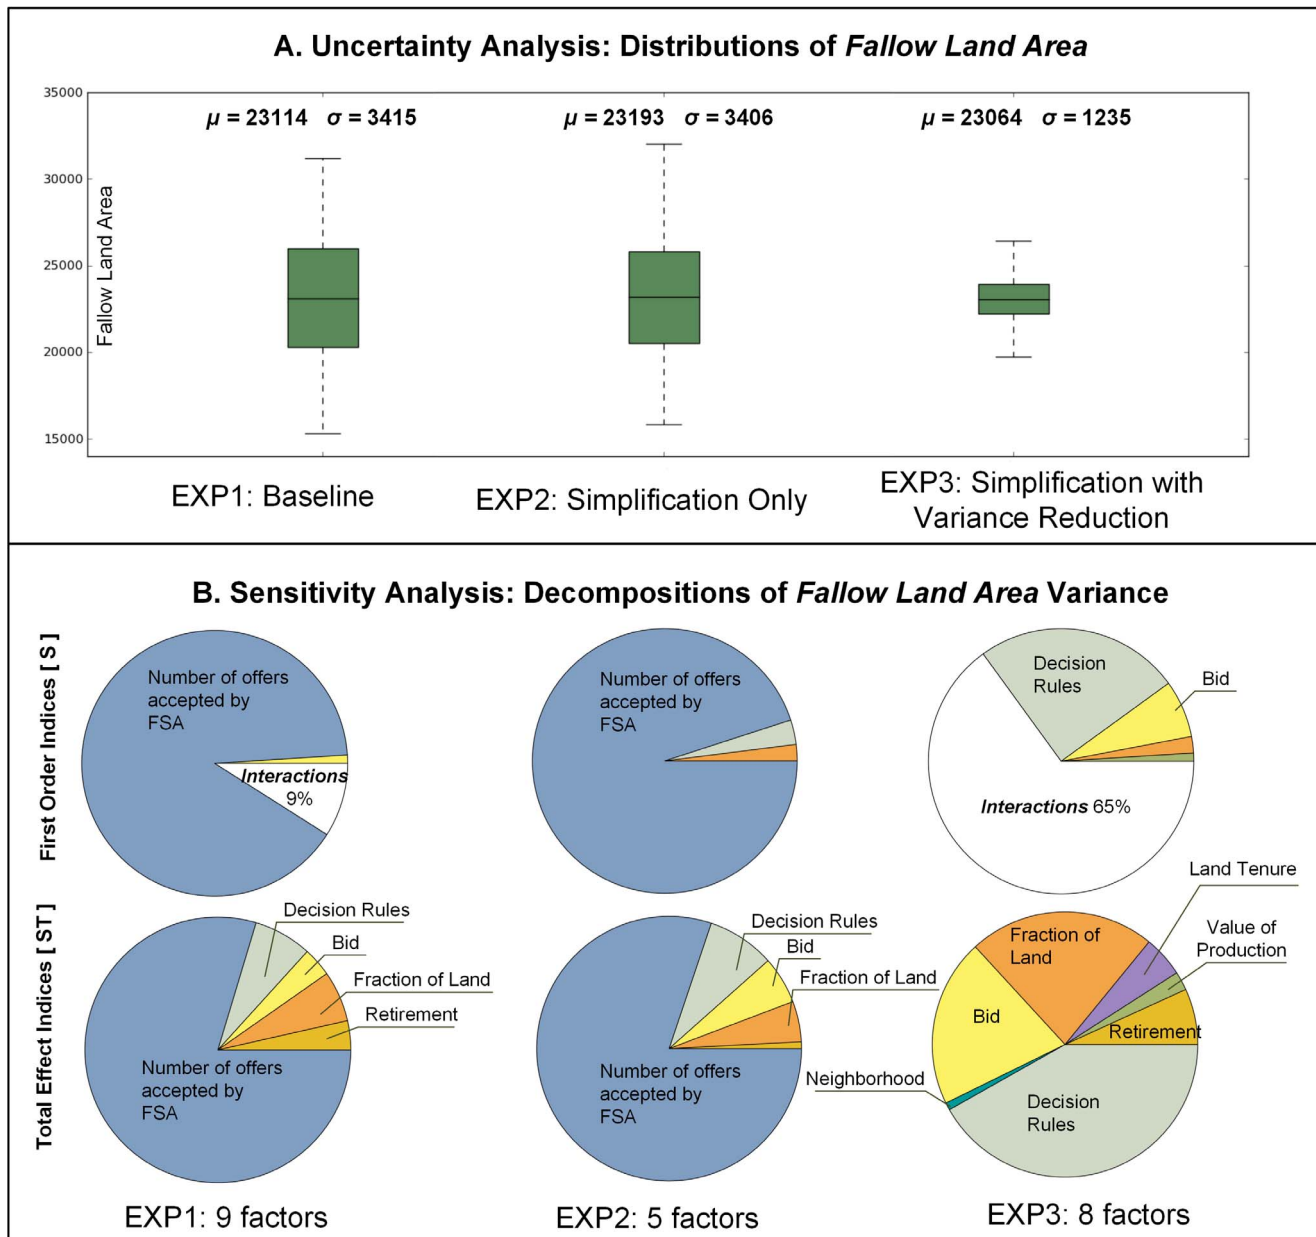 A. Uncertainty Analysis: Distributions of Fallow Land Area
35000
30000
25000
20000
15000
Fallow Land Area
μ = 23114 σ = 3415
μ = 23193 σ = 3406
μ = 23064 σ = 1235
EXP1: Baseline
EXP2: Simplification Only
EXP3: Simplification with
Variance Reduction
B. Sensitivity Analysis: Decompositions of Fallow Land Area Variance
First Order Indices [ S ]
Number of offers
accepted by
FSA
Interactions
9%
Number of offers
accepted by
FSA
Decision
Rules
Bid
Interactions 65%
Total Effect Indices [ ST ]
Decision Rules
Bid
Fraction of Land
Retirement
Number of offers
accepted by
FSA
Decision Rules
Bid
Fraction of Land
Number of offers
accepted by
FSA
Land Tenure
Value of
Production
Fraction of
Land
Bid
Retirement
Neighborhood
Decision
Rules
EXP1: 9 factors
EXP2: 5 factors
EXP3: 8 factors